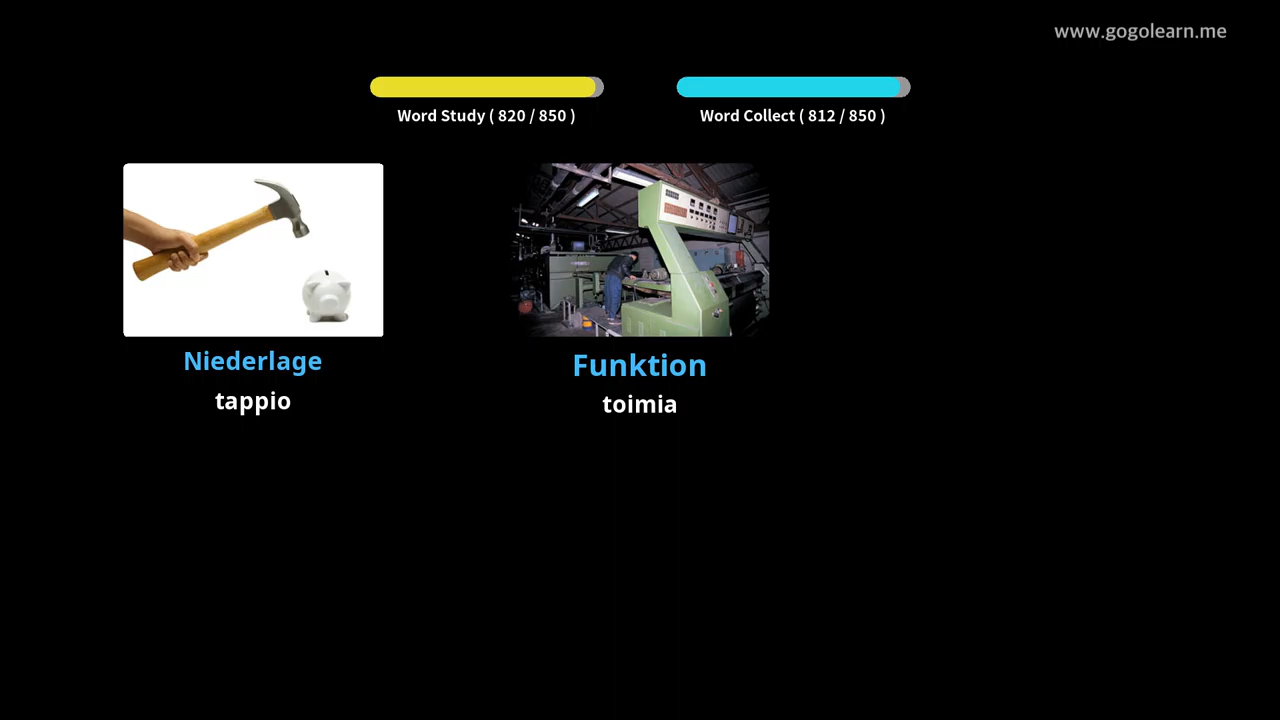 www.gogolearn.me
Word Study ( 820 / 850 )
Word Collect ( 812 / 850 )
Niederlage
tappio
Funktion
toimia